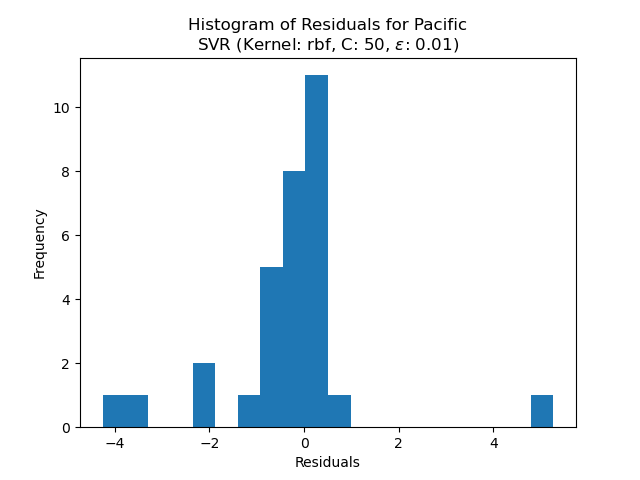 Histogram of Residuals for Pacific
SVR (Kernel: rbf, C: 50, ε: 0.01)
10
8
6
4
2
0
Frequency
−4
−2
0
2
4
Residuals